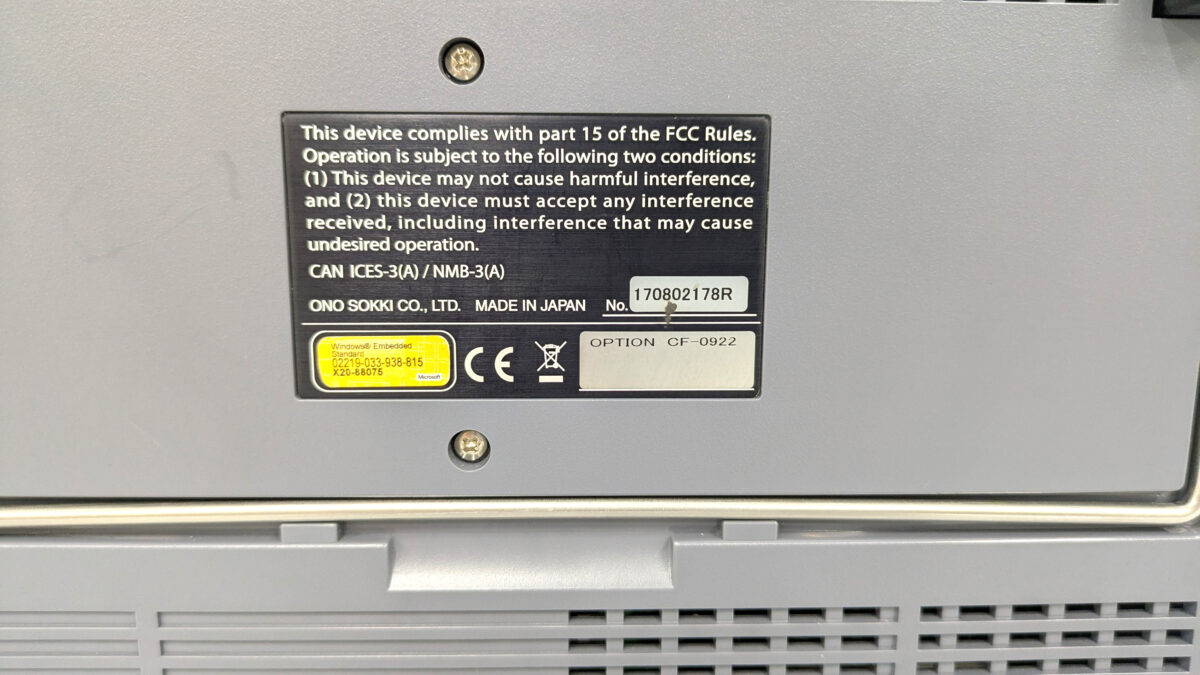 This device complies with part 15 of the FCC Rules.
Operation is subject to the following two conditions:
(1) This device may not cause harmful interference,
and (2) this device must accept any interference
received, including interference that may cause
undesired operation.
CAN ICES-3(A) / NMB-3(A)
ONO SOKKI CO., LTD. MADE IN JAPAN No. 170802178R
Windows® Embedded
Standard
02219-033-938-815
X20-88075
Microsoft
CE
OPTION CF-0922